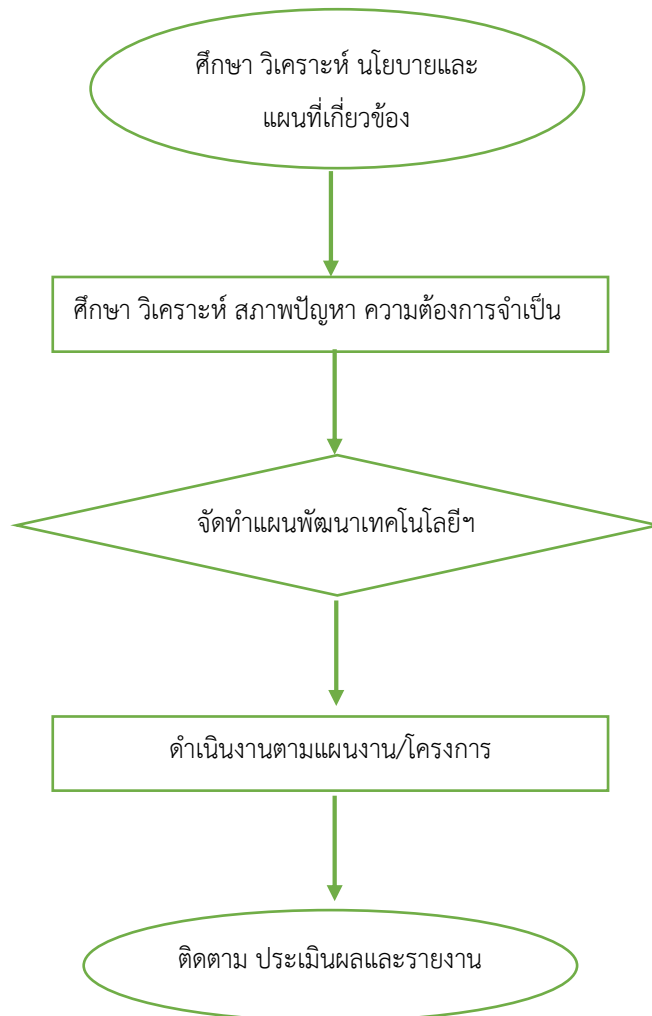 ศึกษา วิเคราะห์ นโยบายและ
แผนที่เกี่ยวข้อง
ศึกษา วิเคราะห์ สภาพปัญหา ความต้องการจำเป็น
จัดทำแผนพัฒนาเทคโนโลยีฯ
ดำเนินงานตามแผนงาน/โครงการ
ติดตาม ประเมินผลและรายงาน